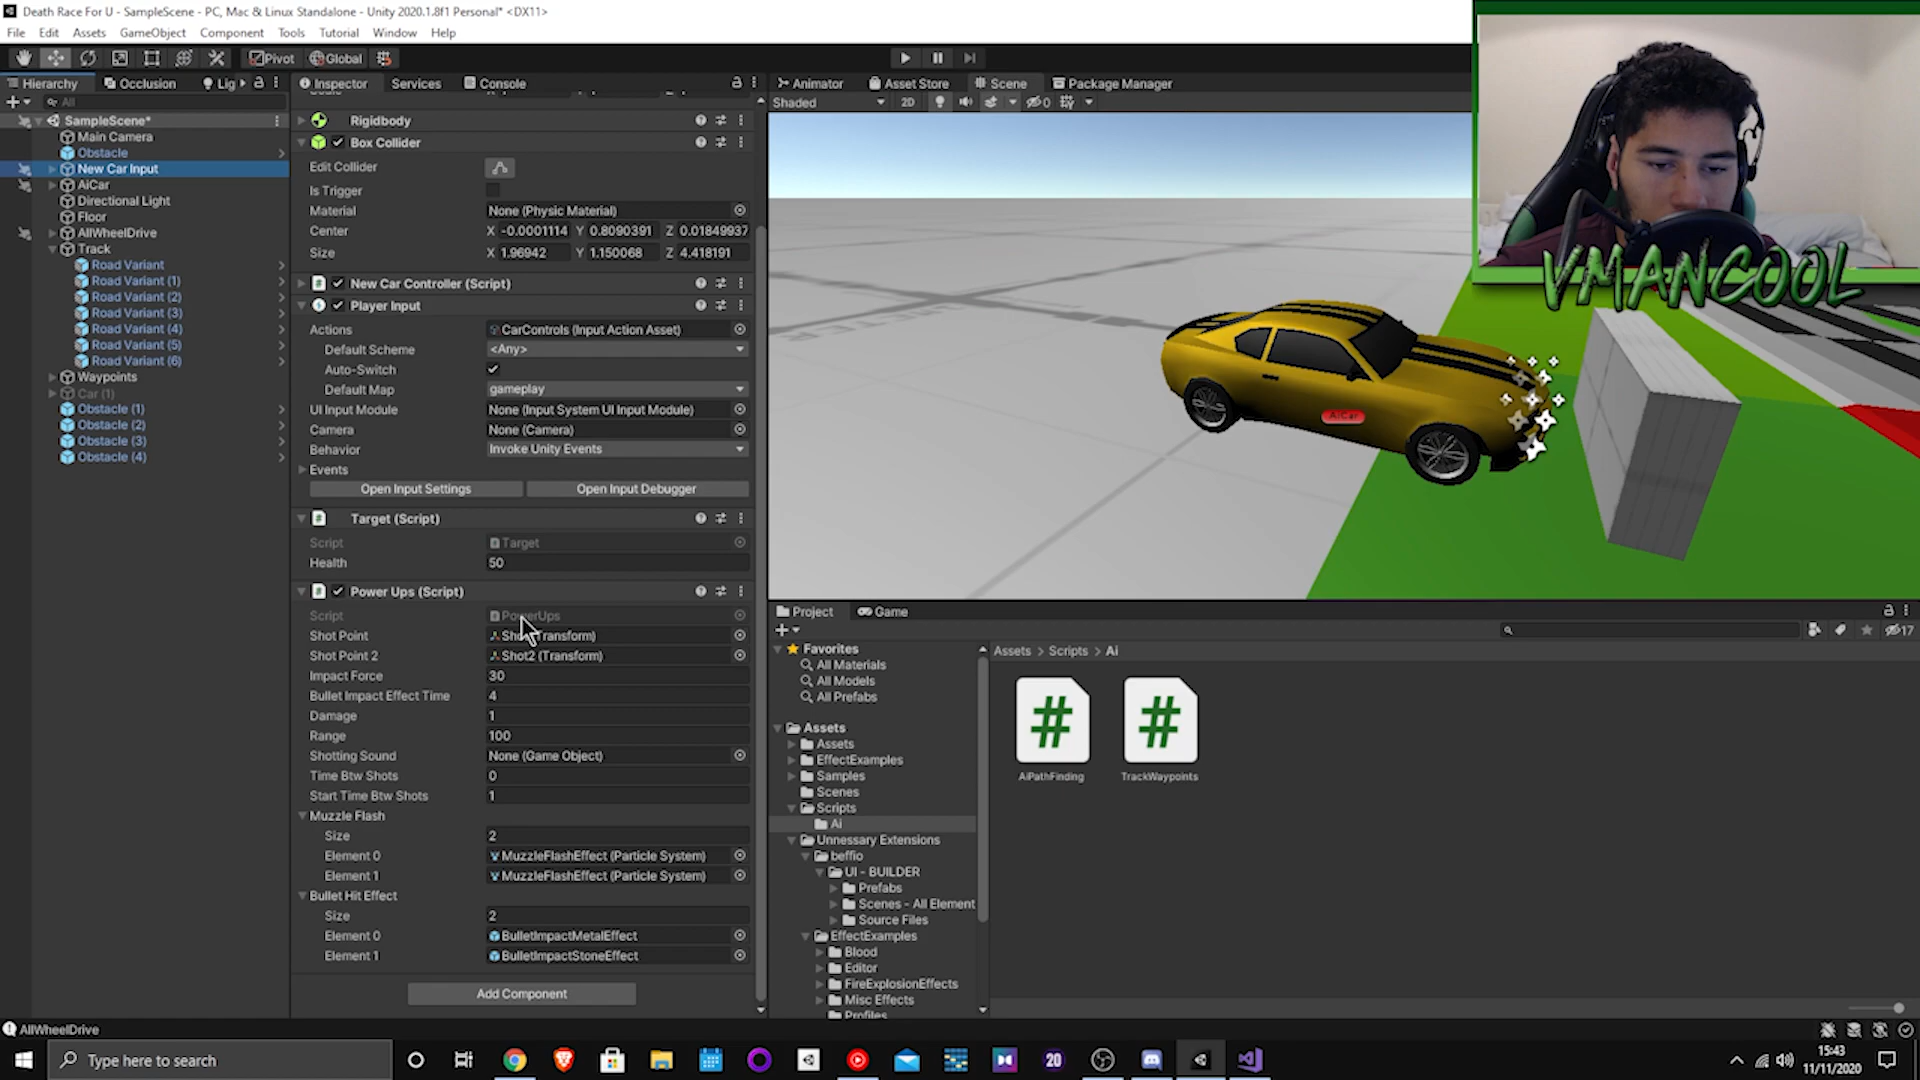 Death Race For U - SampleScene - PC, Mac & Linux Standalone - Unity 2020.1.8f1 Personal* <DX11>
File Edit Assets GameObject Component Tools Tutorial Window Help
Pivot Global
Hierarchy Occlusion Lig
All
SampleScene*
Main Camera
Obstacle
New Car Input
AiCar
Directional Light
Floor
AllWheelDrive
Track
Road Variant
Road Variant (1)
Road Variant (2)
Road Variant (3)
Road Variant (4)
Road Variant (5)
Road Variant (6)
Waypoints
Car (1)
Obstacle (1)
Obstacle (2)
Obstacle (3)
Obstacle (4)
Inspector Services Console
Rigidbody
Box Collider
Edit Collider
Is Trigger
Material None (Physic Material)
Center X -0.0001114 Y 0.8090391 Z 0.01849937
Size X 1.96942 Y 1.150068 Z 4.418191
New Car Controller (Script)
Player Input
Actions CarControls (Input Action Asset)
Default Scheme <Any>
Auto-Switch
Default Map gameplay
UI Input Module None (Input System UI Input Module)
Camera None (Camera)
Behavior Invoke Unity Events
Events
Open Input Settings Open Input Debugger
Target (Script)
Script Target
Health 50
Power Ups (Script)
Script PowerUps
Shot Point (Transform)
Shot Point 2 Shot2 (Transform)
Impact Force 30
Bullet Impact Effect Time 4
Damage 1
Range 100
Shotting Sound None (Game Object)
Time Btw Shots 0
Start Time Btw Shots 1
Muzzle Flash
Size 2
Element 0 MuzzleFlashEffect (Particle System)
Element 1 MuzzleFlashEffect (Particle System)
Bullet Hit Effect
Size 2
Element 0 BulletImpactMetalEffect
Element 1 BulletImpactStoneEffect
Add Component
Animator Asset Store Scene Package Manager
Shaded 2D 0
AiCar
VMANCOOL
Project Game
17
Favorites
All Materials
All Models
All Prefabs
Assets
Assets
EffectExamples
Samples
Scenes
Scripts
Ai
Unnessary Extensions
beffio
UI - BUILDER
Prefabs
Scenes - All Element
Source Files
EffectExamples
Blood
Editor
FireExplosionEffects
Misc Effects
Profiles
Assets > Scripts > Ai
AiPathFinding TrackWaypoints
AllWheelDrive
Type here to search
20
15:43
11/11/2020